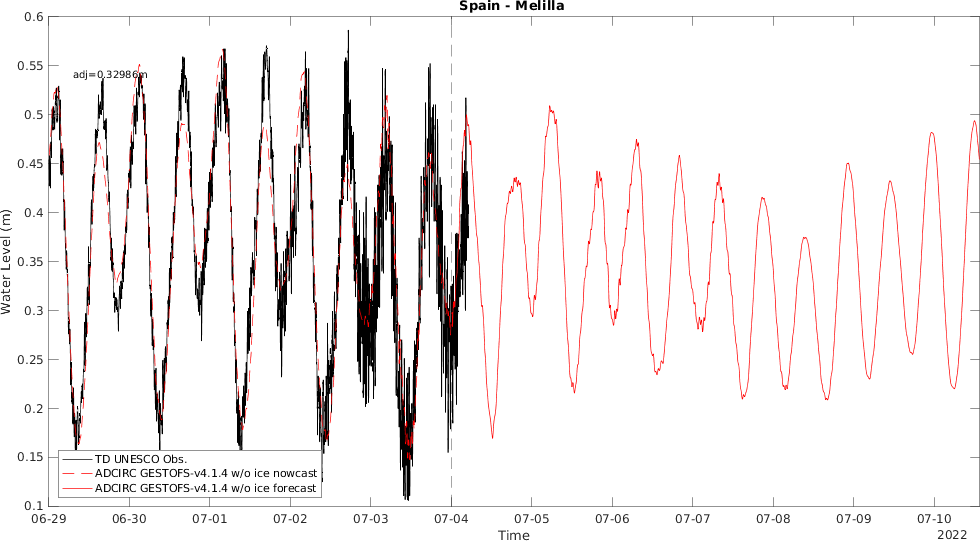 Spain - Melilla
0.6
0.55
adj=0.32986m
0.5
0.45
0.4
0.35
0.3
0.25
0.2
0.15
0.1
Water Level (m)
TD UNESCO Obs.
ADCIRC GESTOFS-v4.1.4 w/o ice nowcast
ADCIRC GESTOFS-v4.1.4 w/o ice forecast
06-29 06-30 07-01 07-02 07-03 07-04 07-05 07-06 07-07 07-08 07-09 07-10
Time
2022